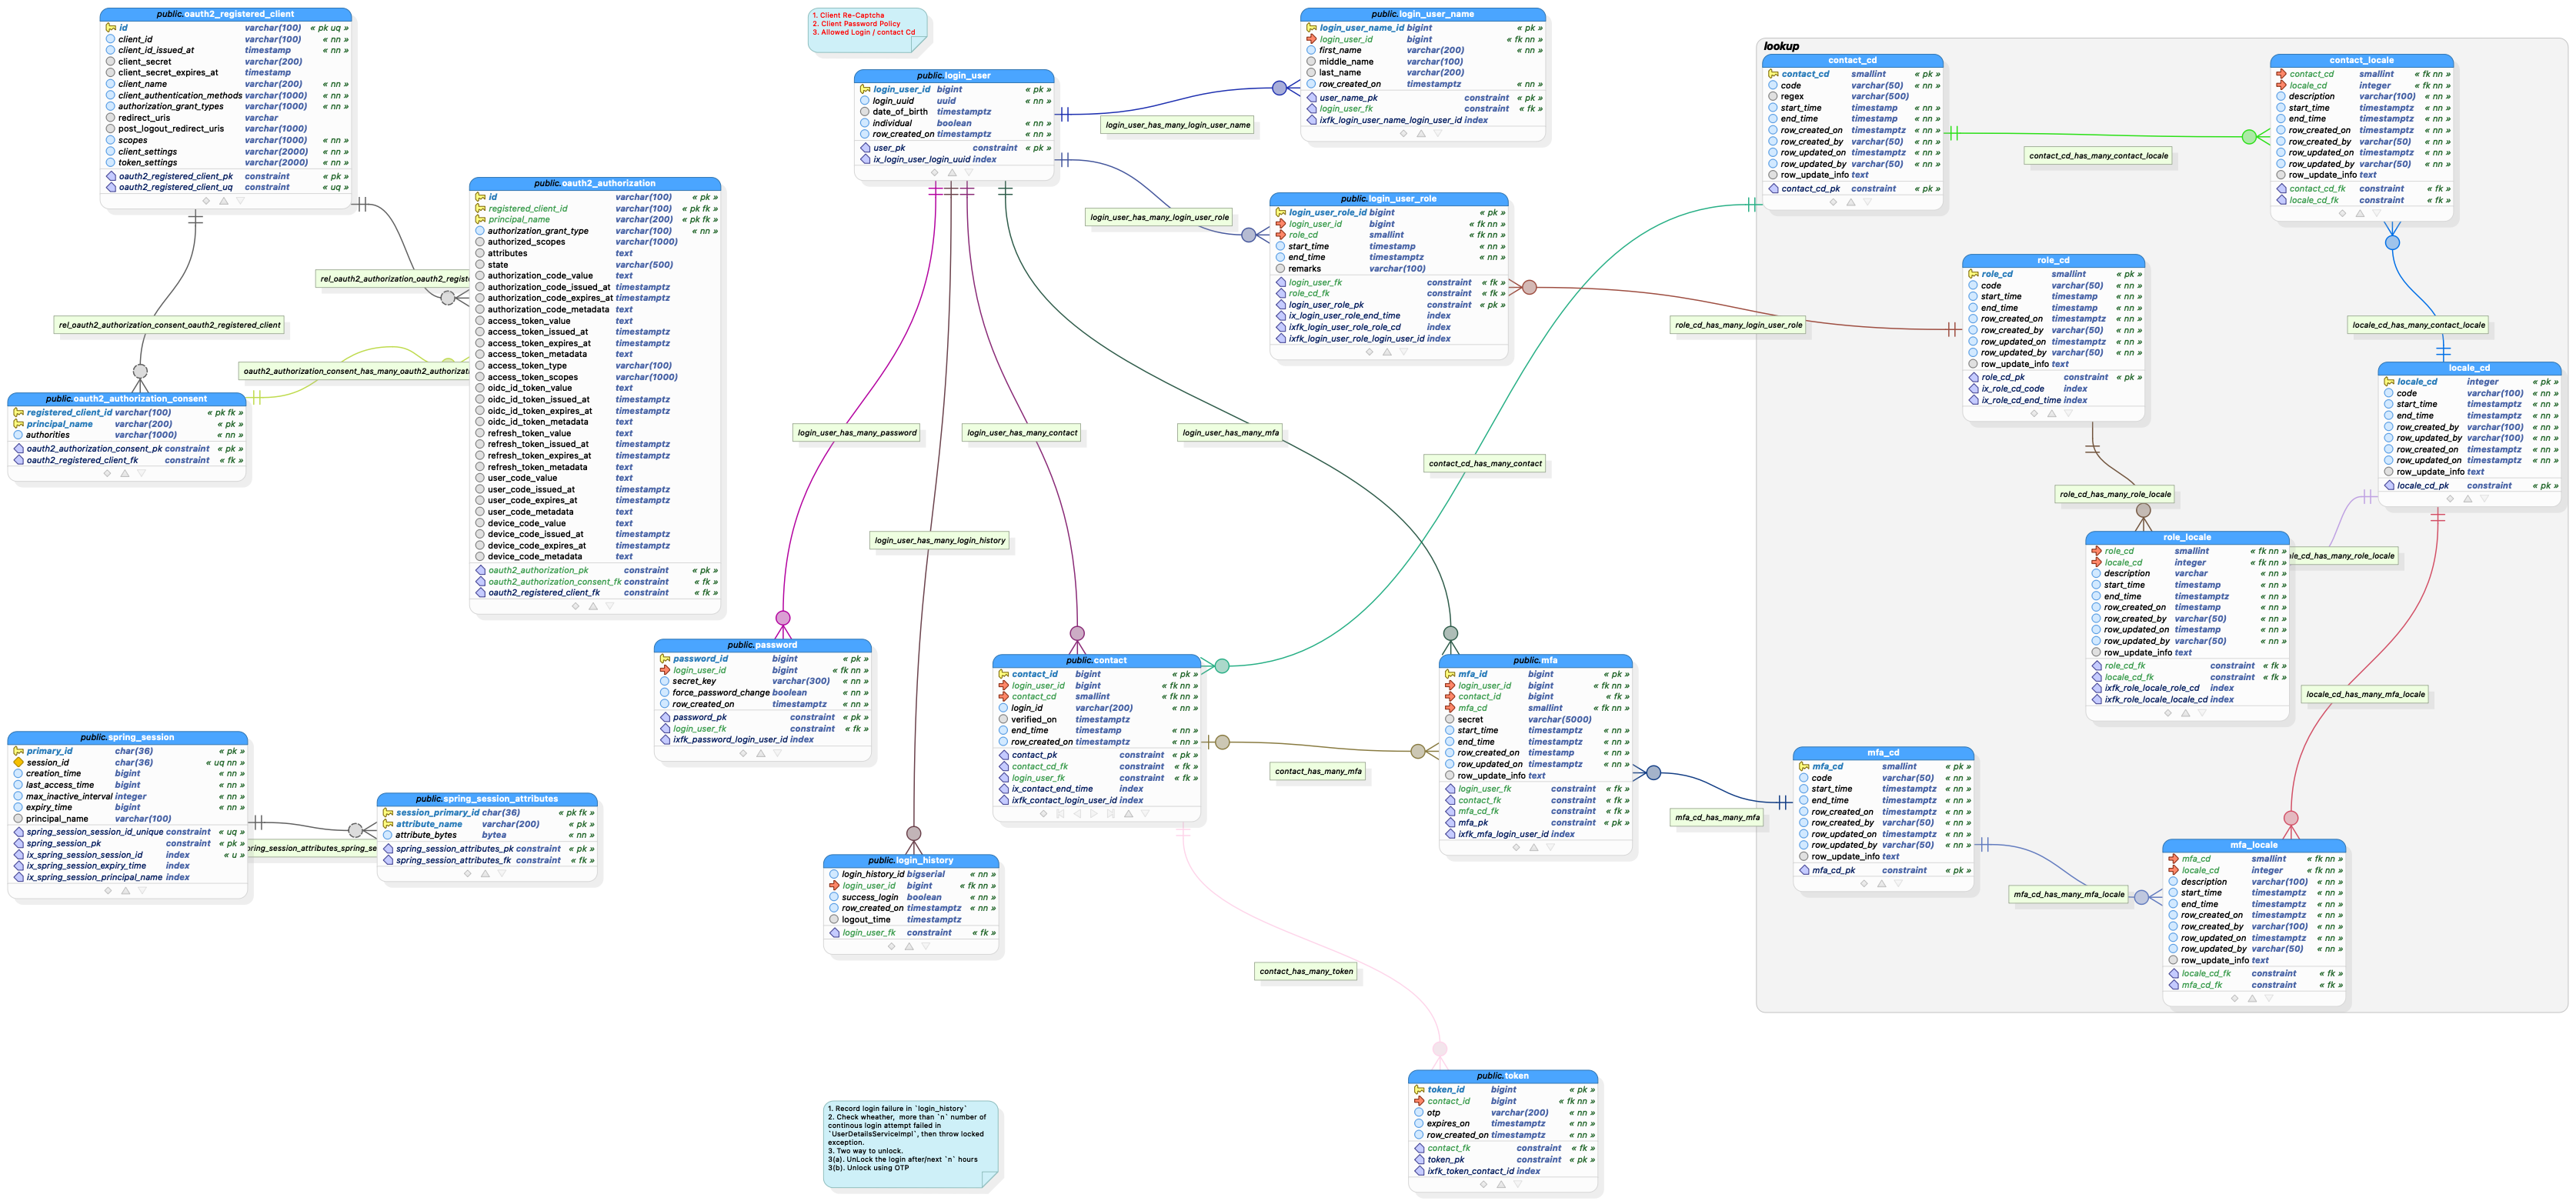 public.oauth2_registered_client
id varchar(100) « pk uq »
client_id varchar(100) « nn »
client_id_issued_at timestamp « nn »
client_secret varchar(200)
client_secret_expires_at timestamp
client_name varchar(200) « nn »
client_authentication_methods varchar(1000) « nn »
authorization_grant_types varchar(1000) « nn »
redirect_uris varchar
post_logout_redirect_uris varchar(1000)
scopes varchar(1000) « nn »
client_settings varchar(2000) « nn »
token_settings varchar(2000) « nn »
oauth2_registered_client_pk constraint « pk »
oauth2_registered_client_uq constraint « uq »
rel_oauth2_authorization_oauth2_regist
rel_oauth2_authorization_consent_oauth2_registered_client
oauth2_authorization_consent_has_many_oauth2_authorizati
public.oauth2_authorization_consent
registered_client_id varchar(100) « pk fk »
principal_name varchar(200) « pk »
authorities varchar(1000) « nn »
oauth2_authorization_consent_pk constraint « pk »
oauth2_registered_client_fk constraint « fk »
public.oauth2_authorization
id varchar(100) « pk »
registered_client_id varchar(100) « pk fk »
principal_name varchar(200) « pk fk »
authorization_grant_type varchar(100) « nn »
authorized_scopes varchar(1000)
attributes text
state varchar(500)
authorization_code_value text
authorization_code_issued_at timestamptz
authorization_code_expires_at timestamptz
authorization_code_metadata text
access_token_value text
access_token_issued_at timestamptz
access_token_expires_at timestamptz
access_token_metadata text
access_token_type varchar(100)
access_token_scopes varchar(1000)
oidc_id_token_value text
oidc_id_token_issued_at timestamptz
oidc_id_token_expires_at timestamptz
oidc_id_token_metadata text
refresh_token_value text
refresh_token_issued_at timestamptz
refresh_token_expires_at timestamptz
refresh_token_metadata text
user_code_value text
user_code_issued_at timestamptz
user_code_expires_at timestamptz
user_code_metadata text
device_code_value text
device_code_issued_at timestamptz
device_code_expires_at timestamptz
device_code_metadata text
oauth2_authorization_pk constraint « pk »
oauth2_authorization_consent_fk constraint « fk »
oauth2_registered_client_fk constraint « fk »
public.spring_session
primary_id char(36) « pk »
session_id char(36) « uq nn »
creation_time bigint « nn »
last_access_time bigint « nn »
max_inactive_interval integer « nn »
expiry_time bigint « nn »
principal_name varchar(100)
spring_session_session_id_unique constraint « uq »
spring_session_pk constraint « pk »
ix_spring_session_session_id index « u »
ix_spring_session_expiry_time index
ix_spring_session_principal_name index
pring_session_attributes_spring_se
public.spring_session_attributes
session_primary_id char(36) « pk fk »
attribute_name varchar(200) « pk »
attribute_bytes bytea « nn »
spring_session_attributes_pk constraint « pk »
spring_session_attributes_fk constraint « fk »
1. Client Re-Captcha
2. Client Password Policy
3. Allowed Login / contact Cd
public.login_user
login_user_id bigint « pk »
login_uuid uuid « nn »
date_of_birth timestamptz
individual boolean « nn »
row_created_on timestamptz « nn »
user_pk constraint « pk »
ix_login_user_login_uuid index
login_user_has_many_login_user_name
login_user_has_many_login_user_role
login_user_has_many_password
login_user_has_many_contact
login_user_has_many_mfa
login_user_has_many_login_history
public.login_user_name
login_user_name_id bigint « pk »
login_user_id bigint « fk nn »
first_name varchar(200) « nn »
middle_name varchar(100)
last_name varchar(200)
row_created_on timestamptz « nn »
user_name_pk constraint « pk »
login_user_fk constraint « fk »
ixfk_login_user_name_login_user_id index
public.login_user_role
login_user_role_id bigint « pk »
login_user_id bigint « fk nn »
role_cd smallint « fk nn »
start_time timestamp « nn »
end_time timestamptz « nn »
remarks varchar(100)
login_user_fk constraint « fk »
role_cd_fk constraint « fk »
login_user_role_pk constraint « pk »
ix_login_user_role_end_time index
ixfk_login_user_role_role_cd index
ixfk_login_user_role_login_user_id index
role_cd_has_many_login_user_role
contact_cd_has_many_contact
public.password
password_id bigint « pk »
login_user_id bigint « fk nn »
secret_key varchar(300) « nn »
force_password_change boolean « nn »
row_created_on timestamptz « nn »
password_pk constraint « pk »
login_user_fk constraint « fk »
ixfk_password_login_user_id index
public.contact
contact_id bigint « pk »
login_user_id bigint « fk nn »
contact_cd smallint « fk nn »
login_id varchar(200) « nn »
verified_on timestamptz
end_time timestamp « nn »
row_created_on timestamptz « nn »
contact_pk constraint « pk »
contact_cd_fk constraint « fk »
login_user_fk constraint « fk »
ix_contact_end_time index
ixfk_contact_login_user_id index
contact_has_many_mfa
public.mfa
mfa_id bigint « pk »
login_user_id bigint « fk nn »
contact_id bigint « fk »
mfa_cd smallint « fk nn »
secret varchar(5000)
start_time timestamptz « nn »
end_time timestamptz « nn »
row_created_on timestamp « nn »
row_updated_on timestamptz « nn »
row_update_info text
login_user_fk constraint « fk »
contact_fk constraint « fk »
mfa_cd_fk constraint « fk »
mfa_pk constraint « pk »
ixfk_mfa_login_user_id index
mfa_cd_has_many_mfa
public.login_history
login_history_id bigserial « nn »
login_user_id bigint « fk nn »
success_login boolean « nn »
row_created_on timestamptz « nn »
logout_time timestamptz
login_user_fk constraint « fk »
contact_has_many_token
public.token
token_id bigint « pk »
contact_id bigint « fk nn »
otp varchar(200) « nn »
expires_on timestamptz « nn »
row_created_on timestamptz « nn »
contact_fk constraint « fk »
token_pk constraint « pk »
ixfk_token_contact_id index
1. Record login failure in `login_history`
2. Check wheather, more than `n` number of
continous login attempt failed in
`UserDetailsServiceImpl`, then throw locked
exception.
3. Two way to unlock.
3(a). UnLock the login after/next `n` hours
3(b). Unlock using OTP
lookup
contact_cd
contact_cd smallint « pk »
code varchar(50) « nn »
regex varchar(500)
start_time timestamp « nn »
end_time timestamp « nn »
row_created_on timestamptz « nn »
row_created_by varchar(50) « nn »
row_updated_on timestamptz « nn »
row_updated_by varchar(50) « nn »
row_update_info text
contact_cd_pk constraint « pk »
contact_cd_has_many_contact_locale
contact_locale
contact_cd smallint « fk nn »
locale_cd integer « fk nn »
description varchar(100) « nn »
start_time timestamptz « nn »
end_time timestamptz « nn »
row_created_on timestamptz « nn »
row_created_by varchar(50) « nn »
row_updated_on timestamptz « nn »
row_updated_by varchar(50) « nn »
row_update_info text
contact_cd_fk constraint « fk »
locale_cd_fk constraint « fk »
role_cd
role_cd smallint « pk »
code varchar(50) « nn »
start_time timestamp « nn »
end_time timestamp « nn »
row_created_on timestamptz « nn »
row_created_by varchar(50) « nn »
row_updated_on timestamptz « nn »
row_updated_by varchar(50) « nn »
row_update_info text
role_cd_pk constraint « pk »
ix_role_cd_code index
ix_role_cd_end_time index
locale_cd_has_many_contact_locale
locale_cd
locale_cd integer « pk »
code varchar(100) « nn »
start_time timestamptz « nn »
end_time timestamptz « nn »
row_created_by varchar(100) « nn »
row_updated_by varchar(100) « nn »
row_created_on timestamptz « nn »
row_updated_on timestamptz « nn »
row_update_info text
locale_cd_pk constraint « pk »
role_cd_has_many_role_locale
ale_cd_has_many_role_locale
role_locale
role_cd smallint « fk nn »
locale_cd integer « fk nn »
description varchar « nn »
start_time timestamp « nn »
end_time timestamptz « nn »
row_created_on timestamp « nn »
row_created_by varchar(50) « nn »
row_updated_on timestamp « nn »
row_updated_by varchar(50) « nn »
row_update_info text
role_cd_fk constraint « fk »
locale_cd_fk constraint « fk »
ixfk_role_locale_role_cd index
ixfk_role_locale_locale_cd index
locale_cd_has_many_mfa_locale
mfa_cd
mfa_cd smallint « pk »
code varchar(50) « nn »
start_time timestamptz « nn »
end_time timestamptz « nn »
row_created_on timestamptz « nn »
row_created_by varchar(50) « nn »
row_updated_on timestamptz « nn »
row_updated_by varchar(50) « nn »
row_update_info text
mfa_cd_pk constraint « pk »
mfa_cd_has_many_mfa_locale
mfa_locale
mfa_cd smallint « fk nn »
locale_cd integer « fk nn »
description varchar(100) « nn »
start_time timestamptz « nn »
end_time timestamptz « nn »
row_created_on timestamptz « nn »
row_created_by varchar(100) « nn »
row_updated_on timestamptz « nn »
row_updated_by varchar(50) « nn »
row_update_info text
locale_cd_fk constraint « fk »
mfa_cd_fk constraint « fk »